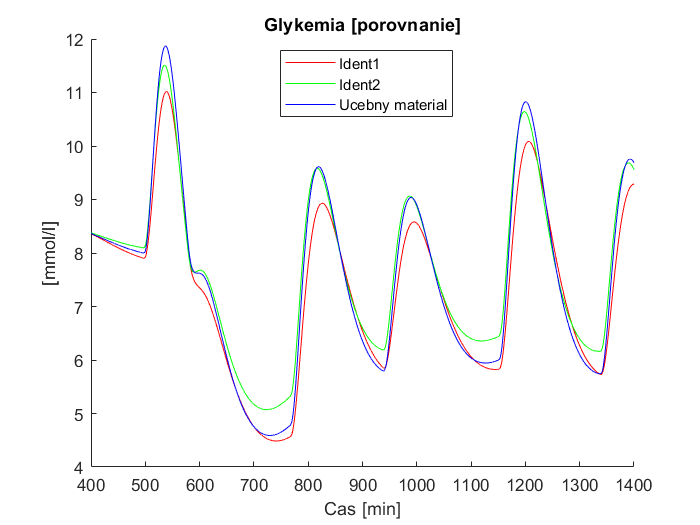 Glykemia [porovnanie]
12
11
10
9
8
7
6
5
4
[mmol/l]
Ident1
Ident2
Ucebny material
400 500 600 700 800 900 1000 1100 1200 1300 1400
Cas [min]